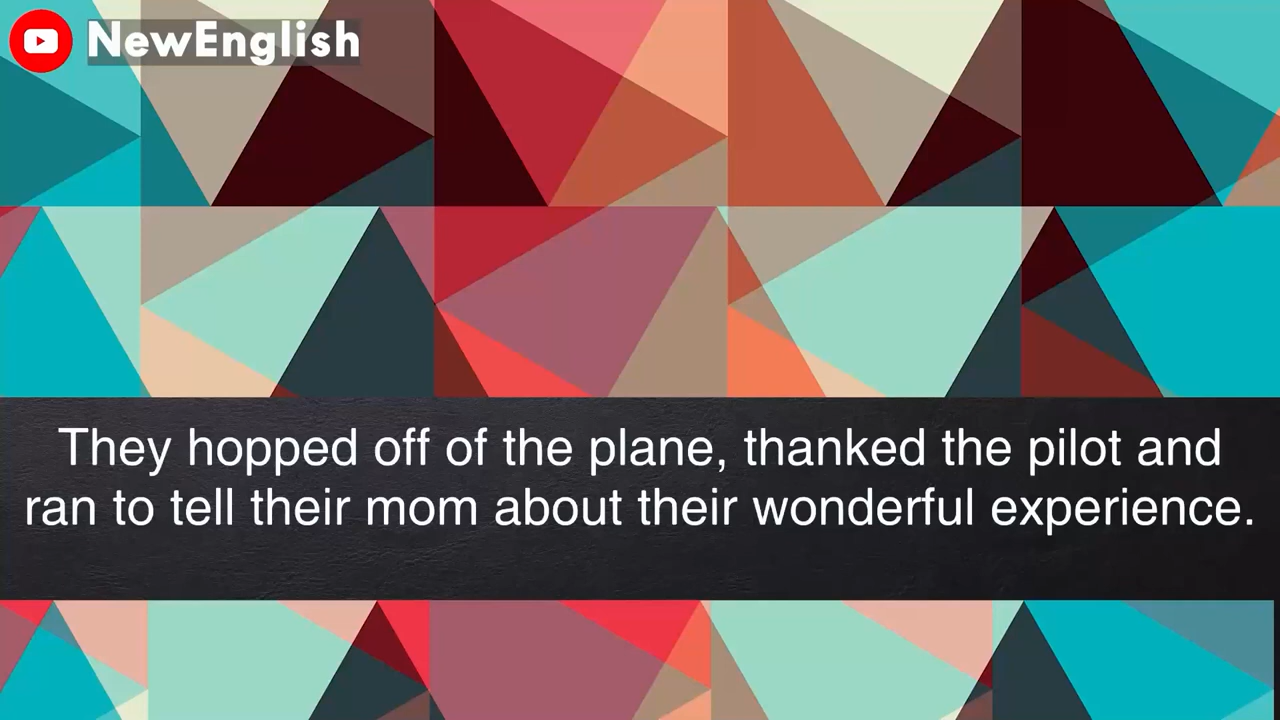 NewEnglish
They hopped off of the plane, thanked the pilot and
ran to tell their mom about their wonderful experience.